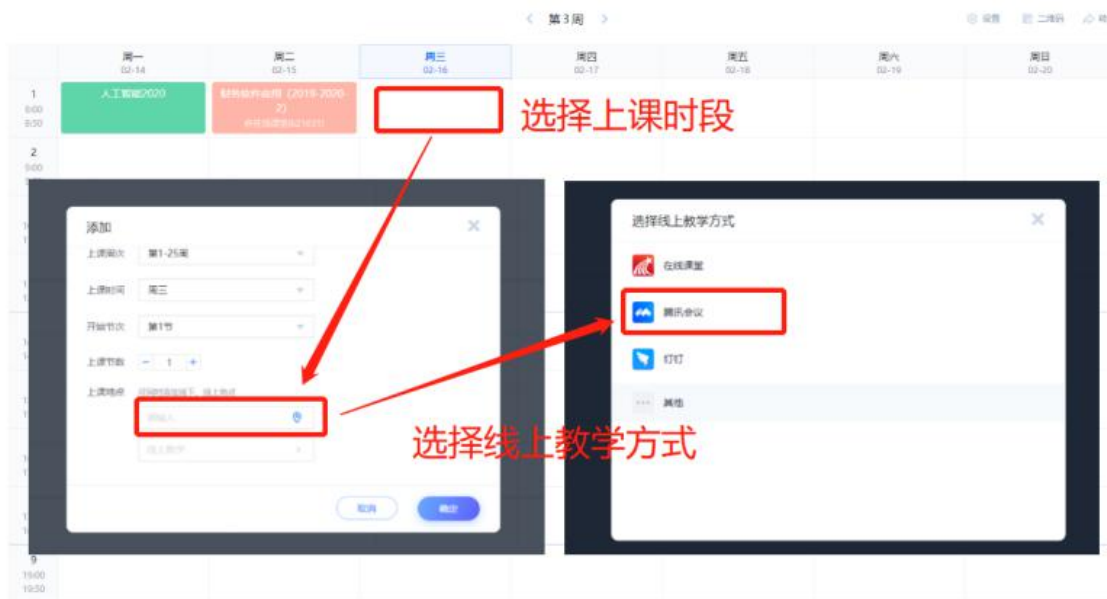 第3周
设置 二维码
周一 周二 周三 周四 周五 周六 周日
02-14 02-15 02-16 02-17 02-18 02-19 02-20
1
8:00
8:50
人工智能2020
财务软件应用（2019-2020-
2）
选择上课时段
2
9:00
添加
上课周次 第1-25周
上课时间 周三
开始节次 第1节
上课节数 - 1 +
上课地点
请输入
线上教学
取消 确定
选择线上教学方式
在线课堂
腾讯会议
钉钉
其他
选择线上教学方式
9
19:00
19:50